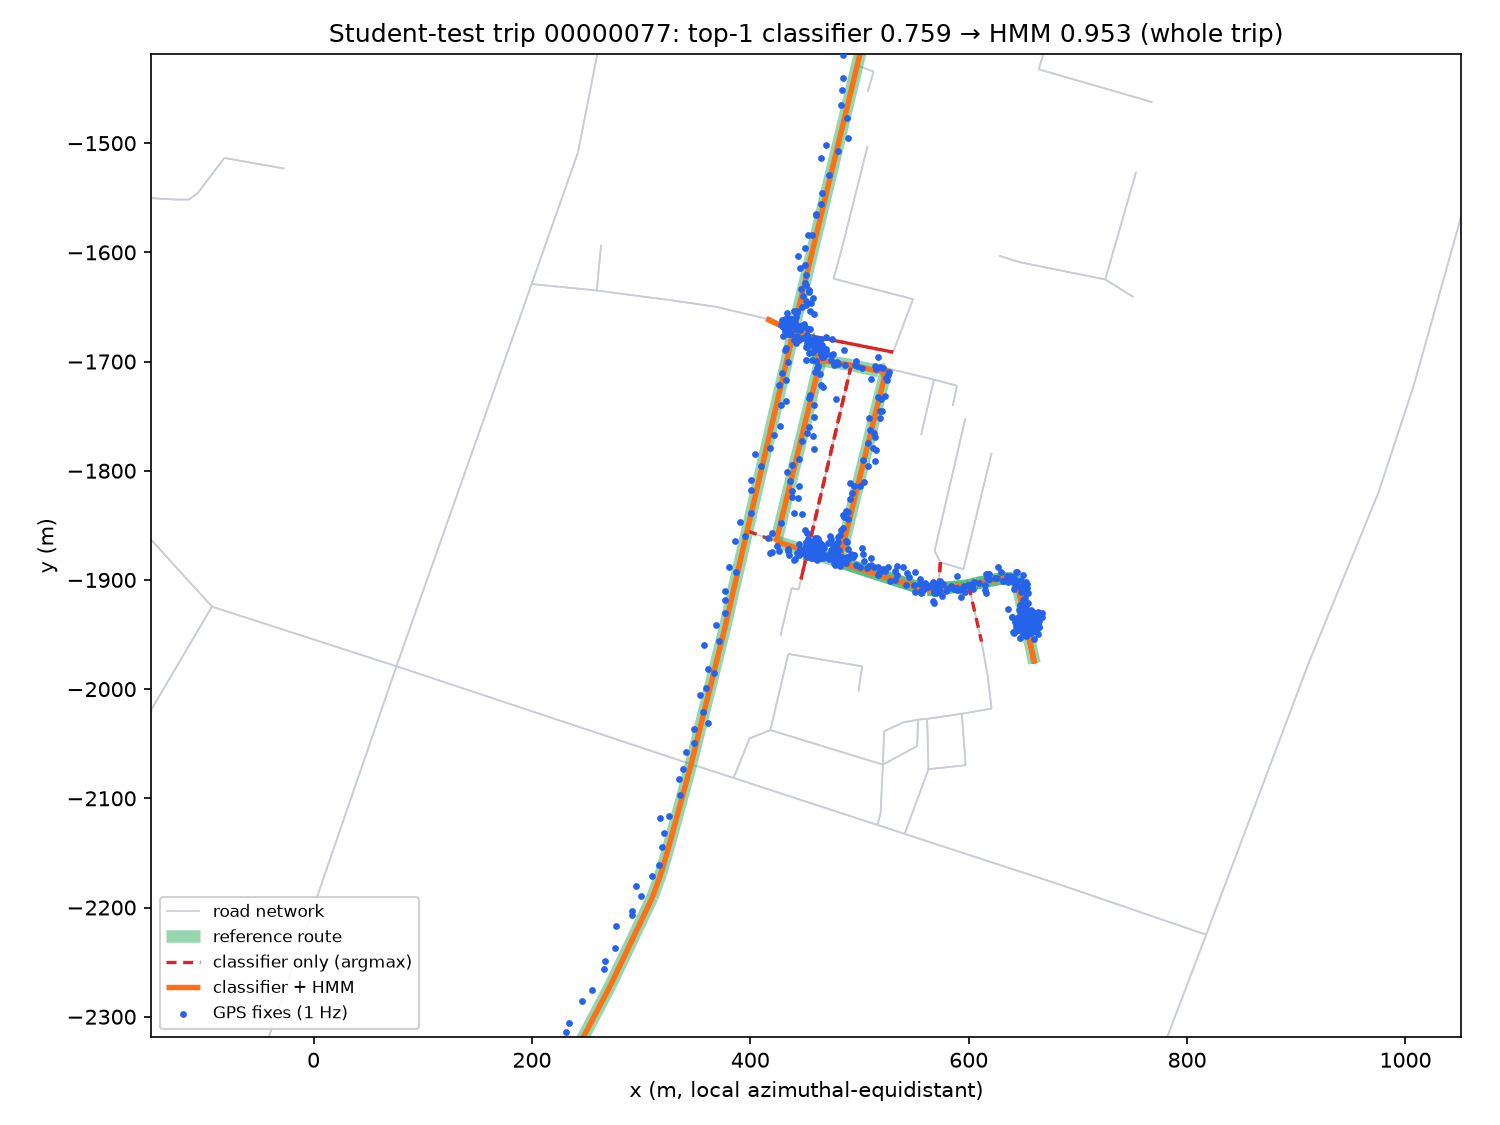 Student-test trip 00000077: top-1 classifier 0.759 → HMM 0.953 (whole trip)
y (m)
−1500
−1600
−1700
−1800
−1900
−2000
−2100
−2200
−2300
road network
reference route
classifier only (argmax)
classifier + HMM
GPS fixes (1 Hz)
0 200 400 600 800 1000
x (m, local azimuthal-equidistant)